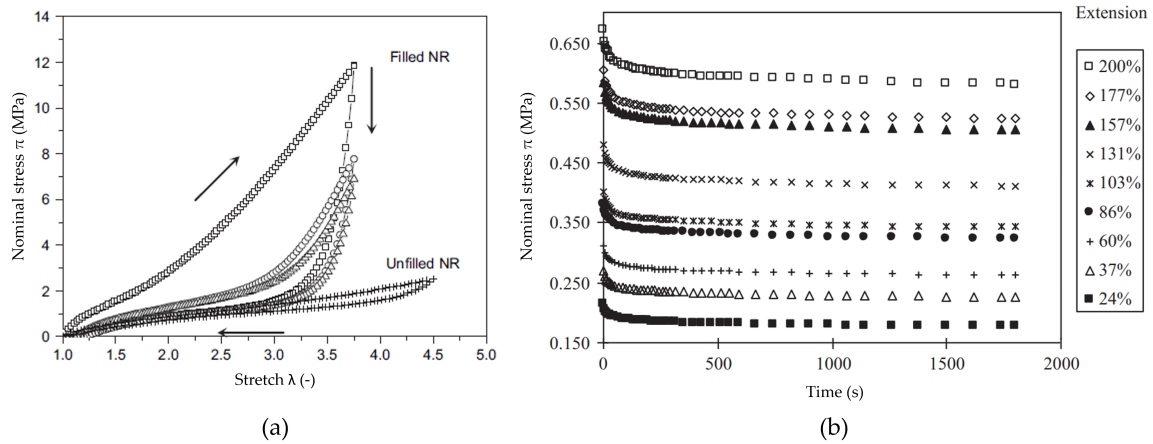 14
12
10
8
6
4
2
0
1.0 1.5 2.0 2.5 3.0 3.5 4.0 4.5 5.0
Nominal stress π (MPa)
Stretch λ (-)
Filled NR
Unfilled NR
(a)
0.650
0.550
0.450
0.350
0.250
0.150
0 500 1000 1500 2000
Nominal stress π (MPa)
Time (s)
Extension
200%
177%
157%
131%
103%
86%
60%
37%
24%
(b)